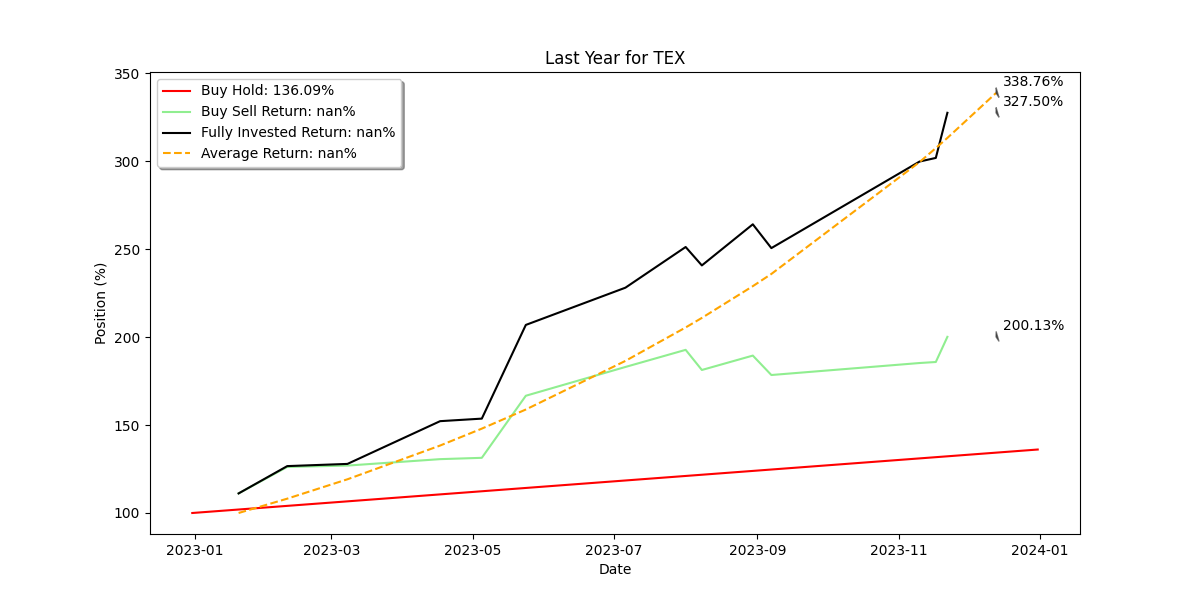 Last Year for TEX
350
300
250
200
150
100
Position (%)
Buy Hold: 136.09%
Buy Sell Return: nan%
Fully Invested Return: nan%
Average Return: nan%
338.76%
327.50%
200.13%
2023-01
2023-03
2023-05
2023-07
2023-09
2023-11
2024-01
Date